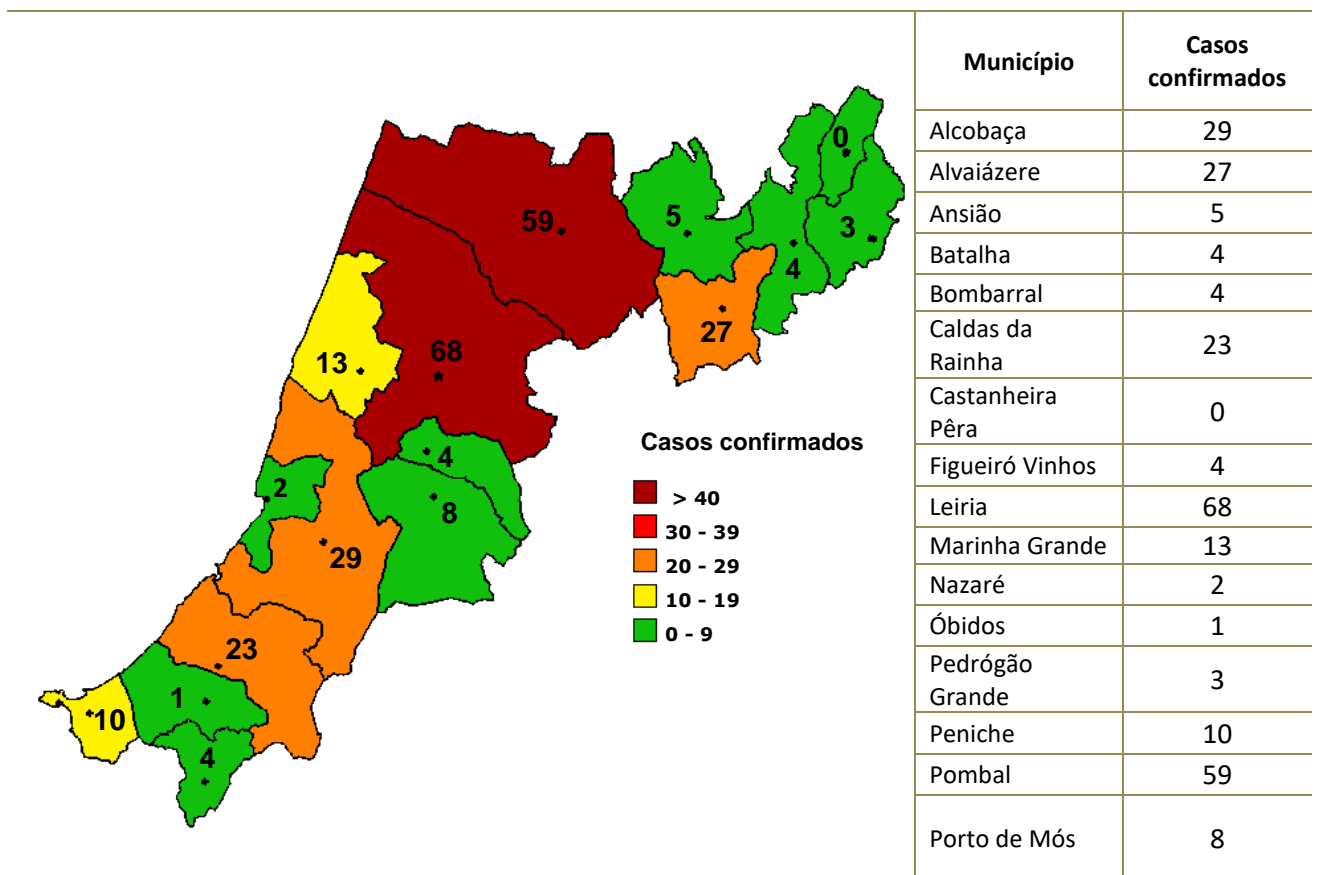 0
59
5
3
4
27
13
68
4
2
8
29
23
1
10
4
Casos confirmados
> 40
30 - 39
20 - 29
10 - 19
0 - 9
Município Casos
confirmados
Alcobaça 29
Alvaiázere 27
Ansião 5
Batalha 4
Bombarral 4
Caldas da
Rainha 23
Castanheira
Pêra 0
Figueiró Vinhos 4
Leiria 68
Marinha Grande 13
Nazaré 2
Óbidos 1
Pedrógão
Grande 3
Peniche 10
Pombal 59
Porto de Mós 8